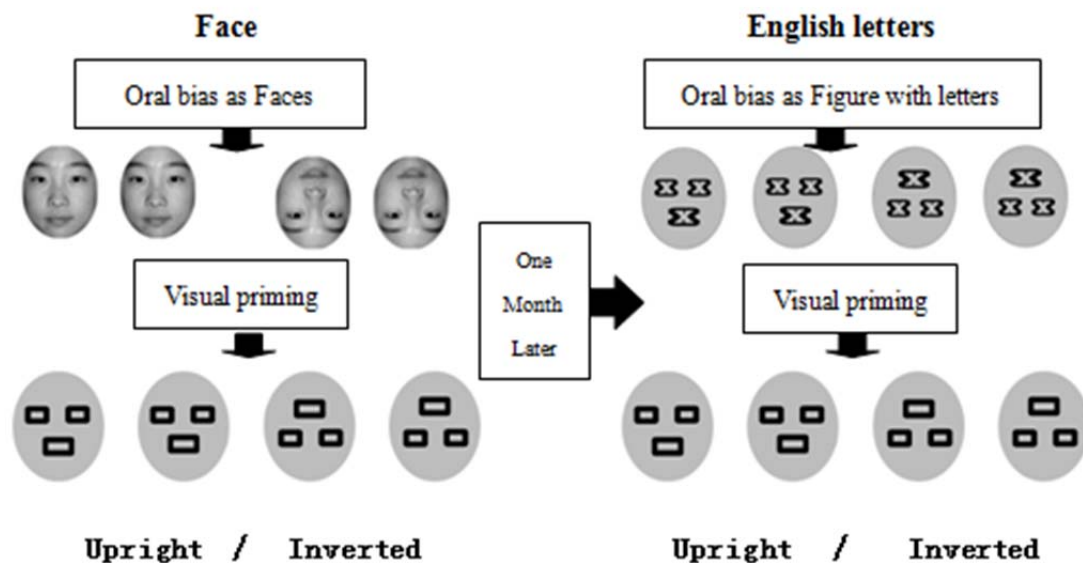 Face
Oral bias as Faces
Visual priming
Upright / Inverted
One
Month
Later
English letters
Oral bias as Figure with letters
X X X X X X X X
X X X X
Visual priming
Upright / Inverted